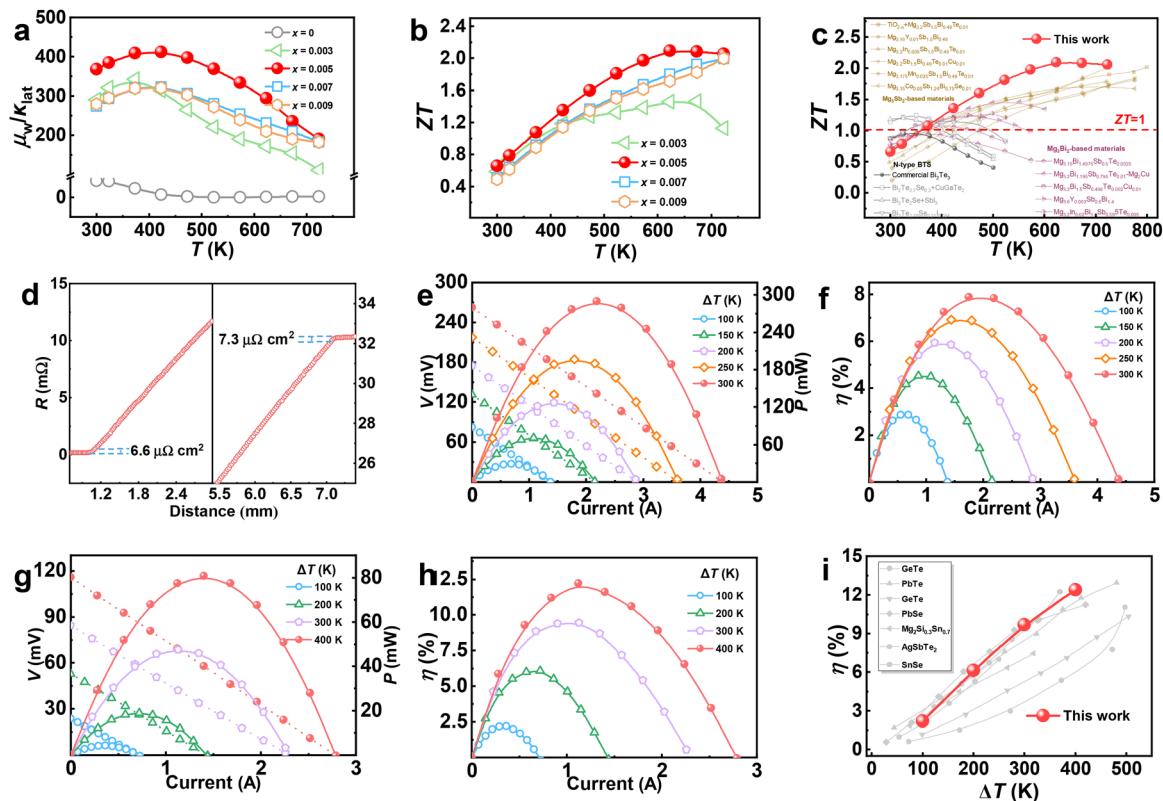 a
μw/κlat
400
300
200
0
300 400 500 600 700
T (K)
x = 0
x = 0.003
x = 0.005
x = 0.007
x = 0.009
b
ZT
2.4
2.0
1.6
1.2
0.8
0.4
300 400 500 600 700
T (K)
x = 0.003
x = 0.005
x = 0.007
x = 0.009
c
ZT
2.5
2.0
1.5
1.0
0.5
0.0
300 400 500 600 700 800
T (K)
This work
ZT=1
Mg3Sb2-based materials
Mg3Bi2-based materials
N-type BTS
Commercial Bi2Te3
d
R (mΩ)
15
10
5
0
32
30
28
26
7.3 μΩ cm2
6.6 μΩ cm2
1.2 1.8 2.4 5.5 6.0 6.5 7.0
Distance (mm)
e
V (mV)
300
240
180
120
60
P (mW)
300
240
180
120
60
0 1 2 3 4 5
Current (A)
ΔT (K)
100 K
150 K
200 K
250 K
300 K
f
η (%)
8
6
4
2
0 1 2 3 4 5
Current (A)
ΔT (K)
100 K
150 K
200 K
250 K
300 K
g
V (mV)
120
90
60
30
P (mW)
80
60
40
20
0 1 2 3
Current (A)
ΔT (K)
100 K
200 K
300 K
400 K
h
η (%)
12.5
10.0
7.5
5.0
2.5
0 1 2 3
Current (A)
ΔT (K)
100 K
200 K
300 K
400 K
i
η (%)
15
12
9
6
3
0
0 100 200 300 400 500
ΔT (K)
GeTe
PbTe
GeTe
PbSe
Mg2Si0.3Sn0.7
AgSbTe2
SnSe
This work